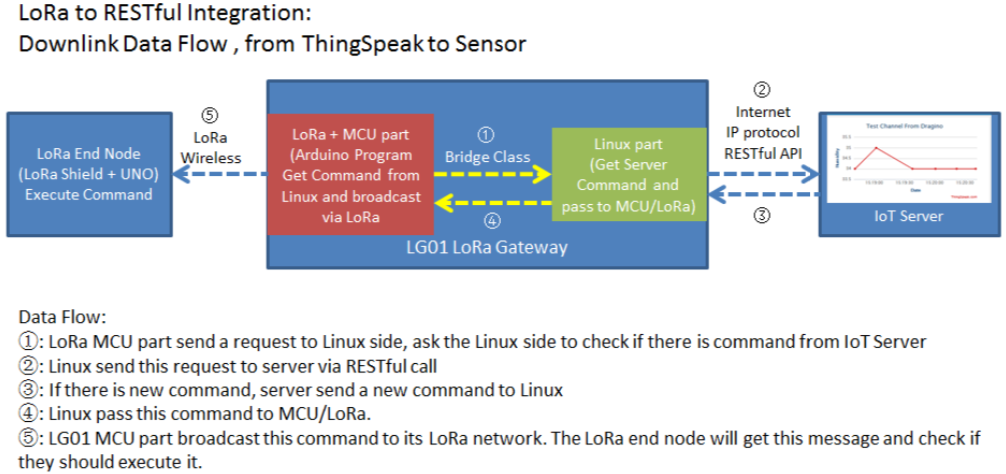 LoRa to RESTful Integration:
Downlink Data Flow , from ThingSpeak to Sensor
LoRa End Node
(LoRa Shield + UNO)
Execute Command
⑤
LoRa
Wireless
LoRa + MCU part
(Arduino Program
Get Command from
Linux and broadcast
via LoRa
①
Bridge Class
④
Linux part
(Get Server
Command and
pass to MCU/LoRa)
LG01 LoRa Gateway
②
Internet
IP protocol
RESTful API
③
Test Channel From Dragino
IoT Server
Data Flow:
①: LoRa MCU part send a request to Linux side, ask the Linux side to check if there is command from IoT Server
②: Linux send this request to server via RESTful call
③: If there is new command, server send a new command to Linux
④: Linux pass this command to MCU/LoRa.
⑤: LG01 MCU part broadcast this command to its LoRa network. The LoRa end node will get this message and check if
they should execute it.